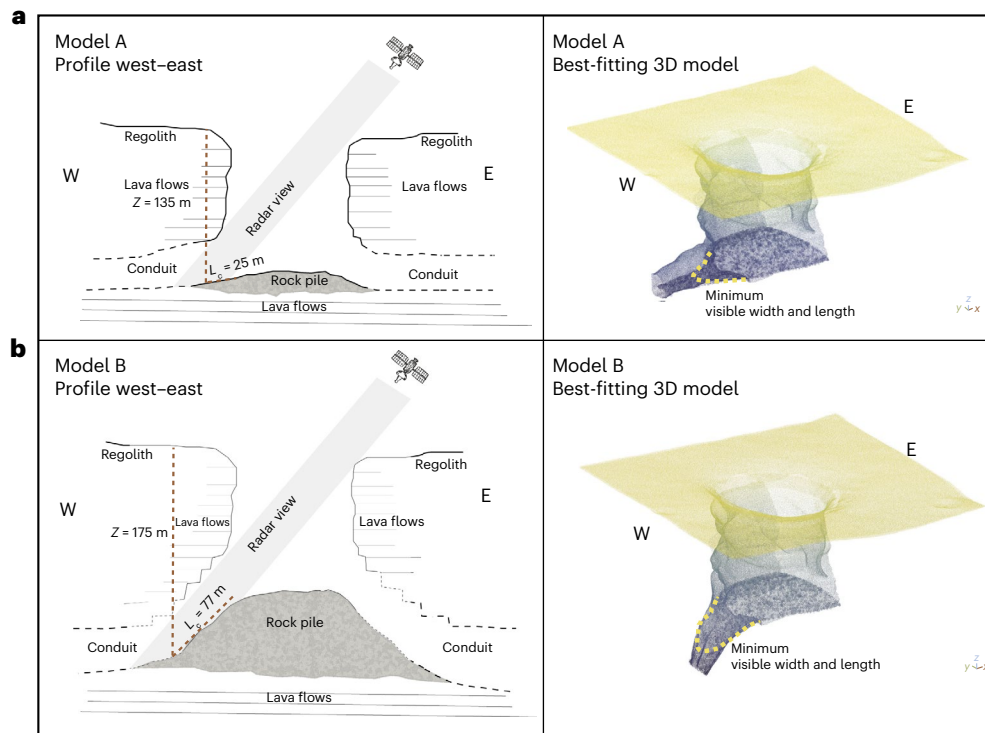 a
Model A
Profile west–east
Regolith
W
Lava flows
Z = 135 m
Radar view
Regolith
Lava flows
E
Conduit
Lc = 25 m
Rock pile
Conduit
Lava flows
Model A
Best-fitting 3D model
E
W
Minimum
visible width and length
z
y x
b
Model B
Profile west–east
Regolith
W
Lava flows
Z = 175 m
Radar view
Regolith
Lava flows
E
Lc = 77 m
Rock pile
Conduit
Conduit
Lava flows
Model B
Best-fitting 3D model
E
W
Minimum
visible width and length
z
y